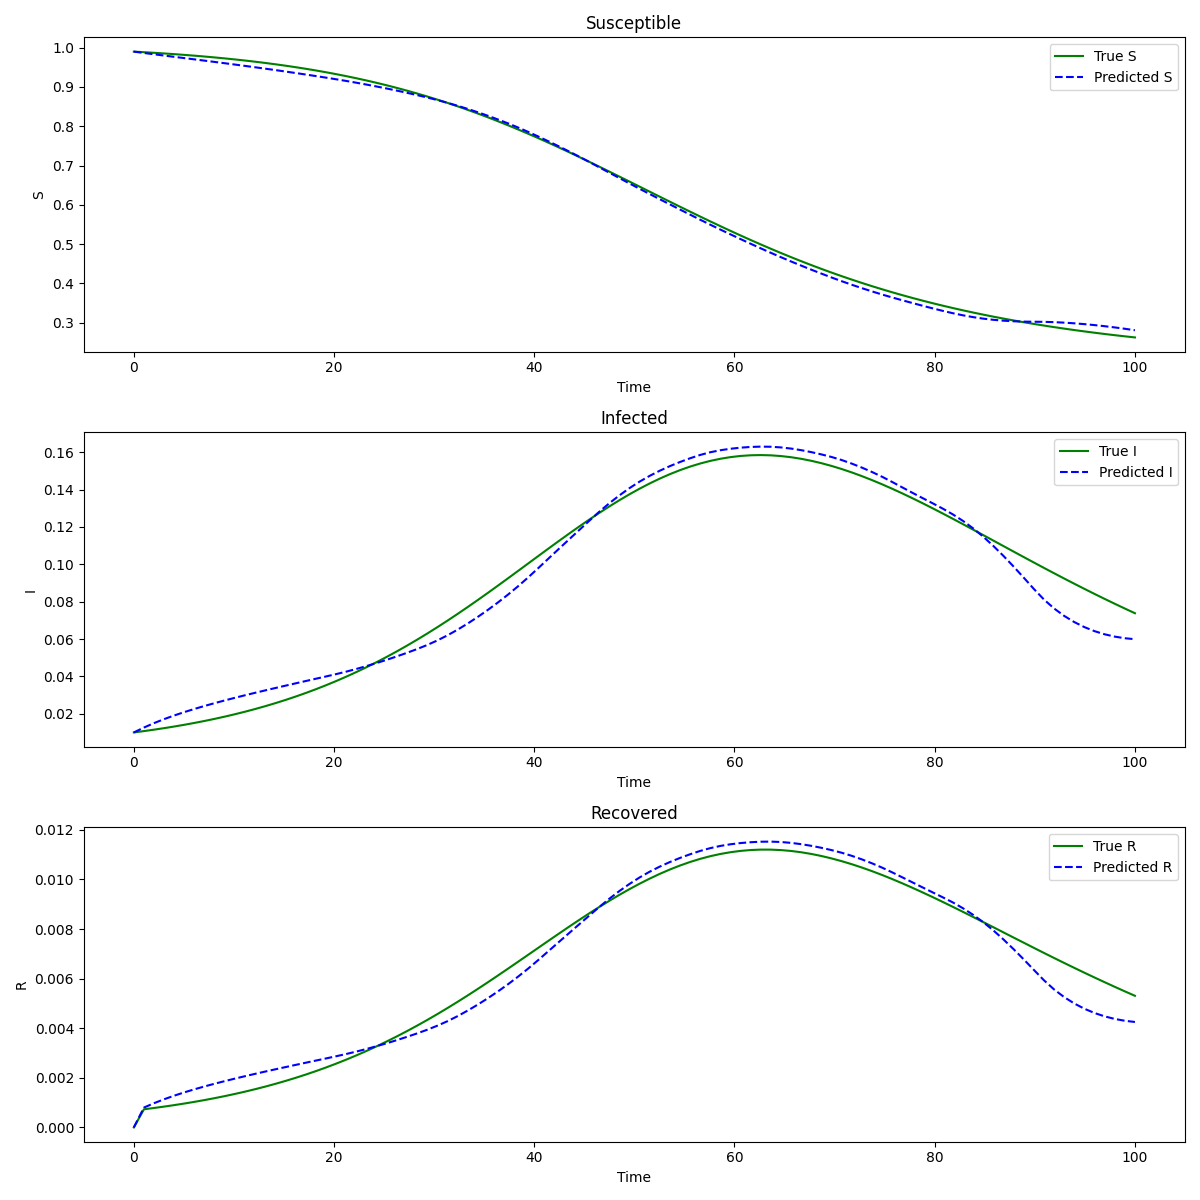 Susceptible
True S
Predicted S
1.0
0.9
0.8
0.7
0.6
0.5
0.4
0.3
S
0 20 40 60 80 100
Time
Infected
True I
Predicted I
0.16
0.14
0.12
0.10
0.08
0.06
0.04
0.02
I
0 20 40 60 80 100
Time
Recovered
True R
Predicted R
0.012
0.010
0.008
0.006
0.004
0.002
0.000
R
0 20 40 60 80 100
Time